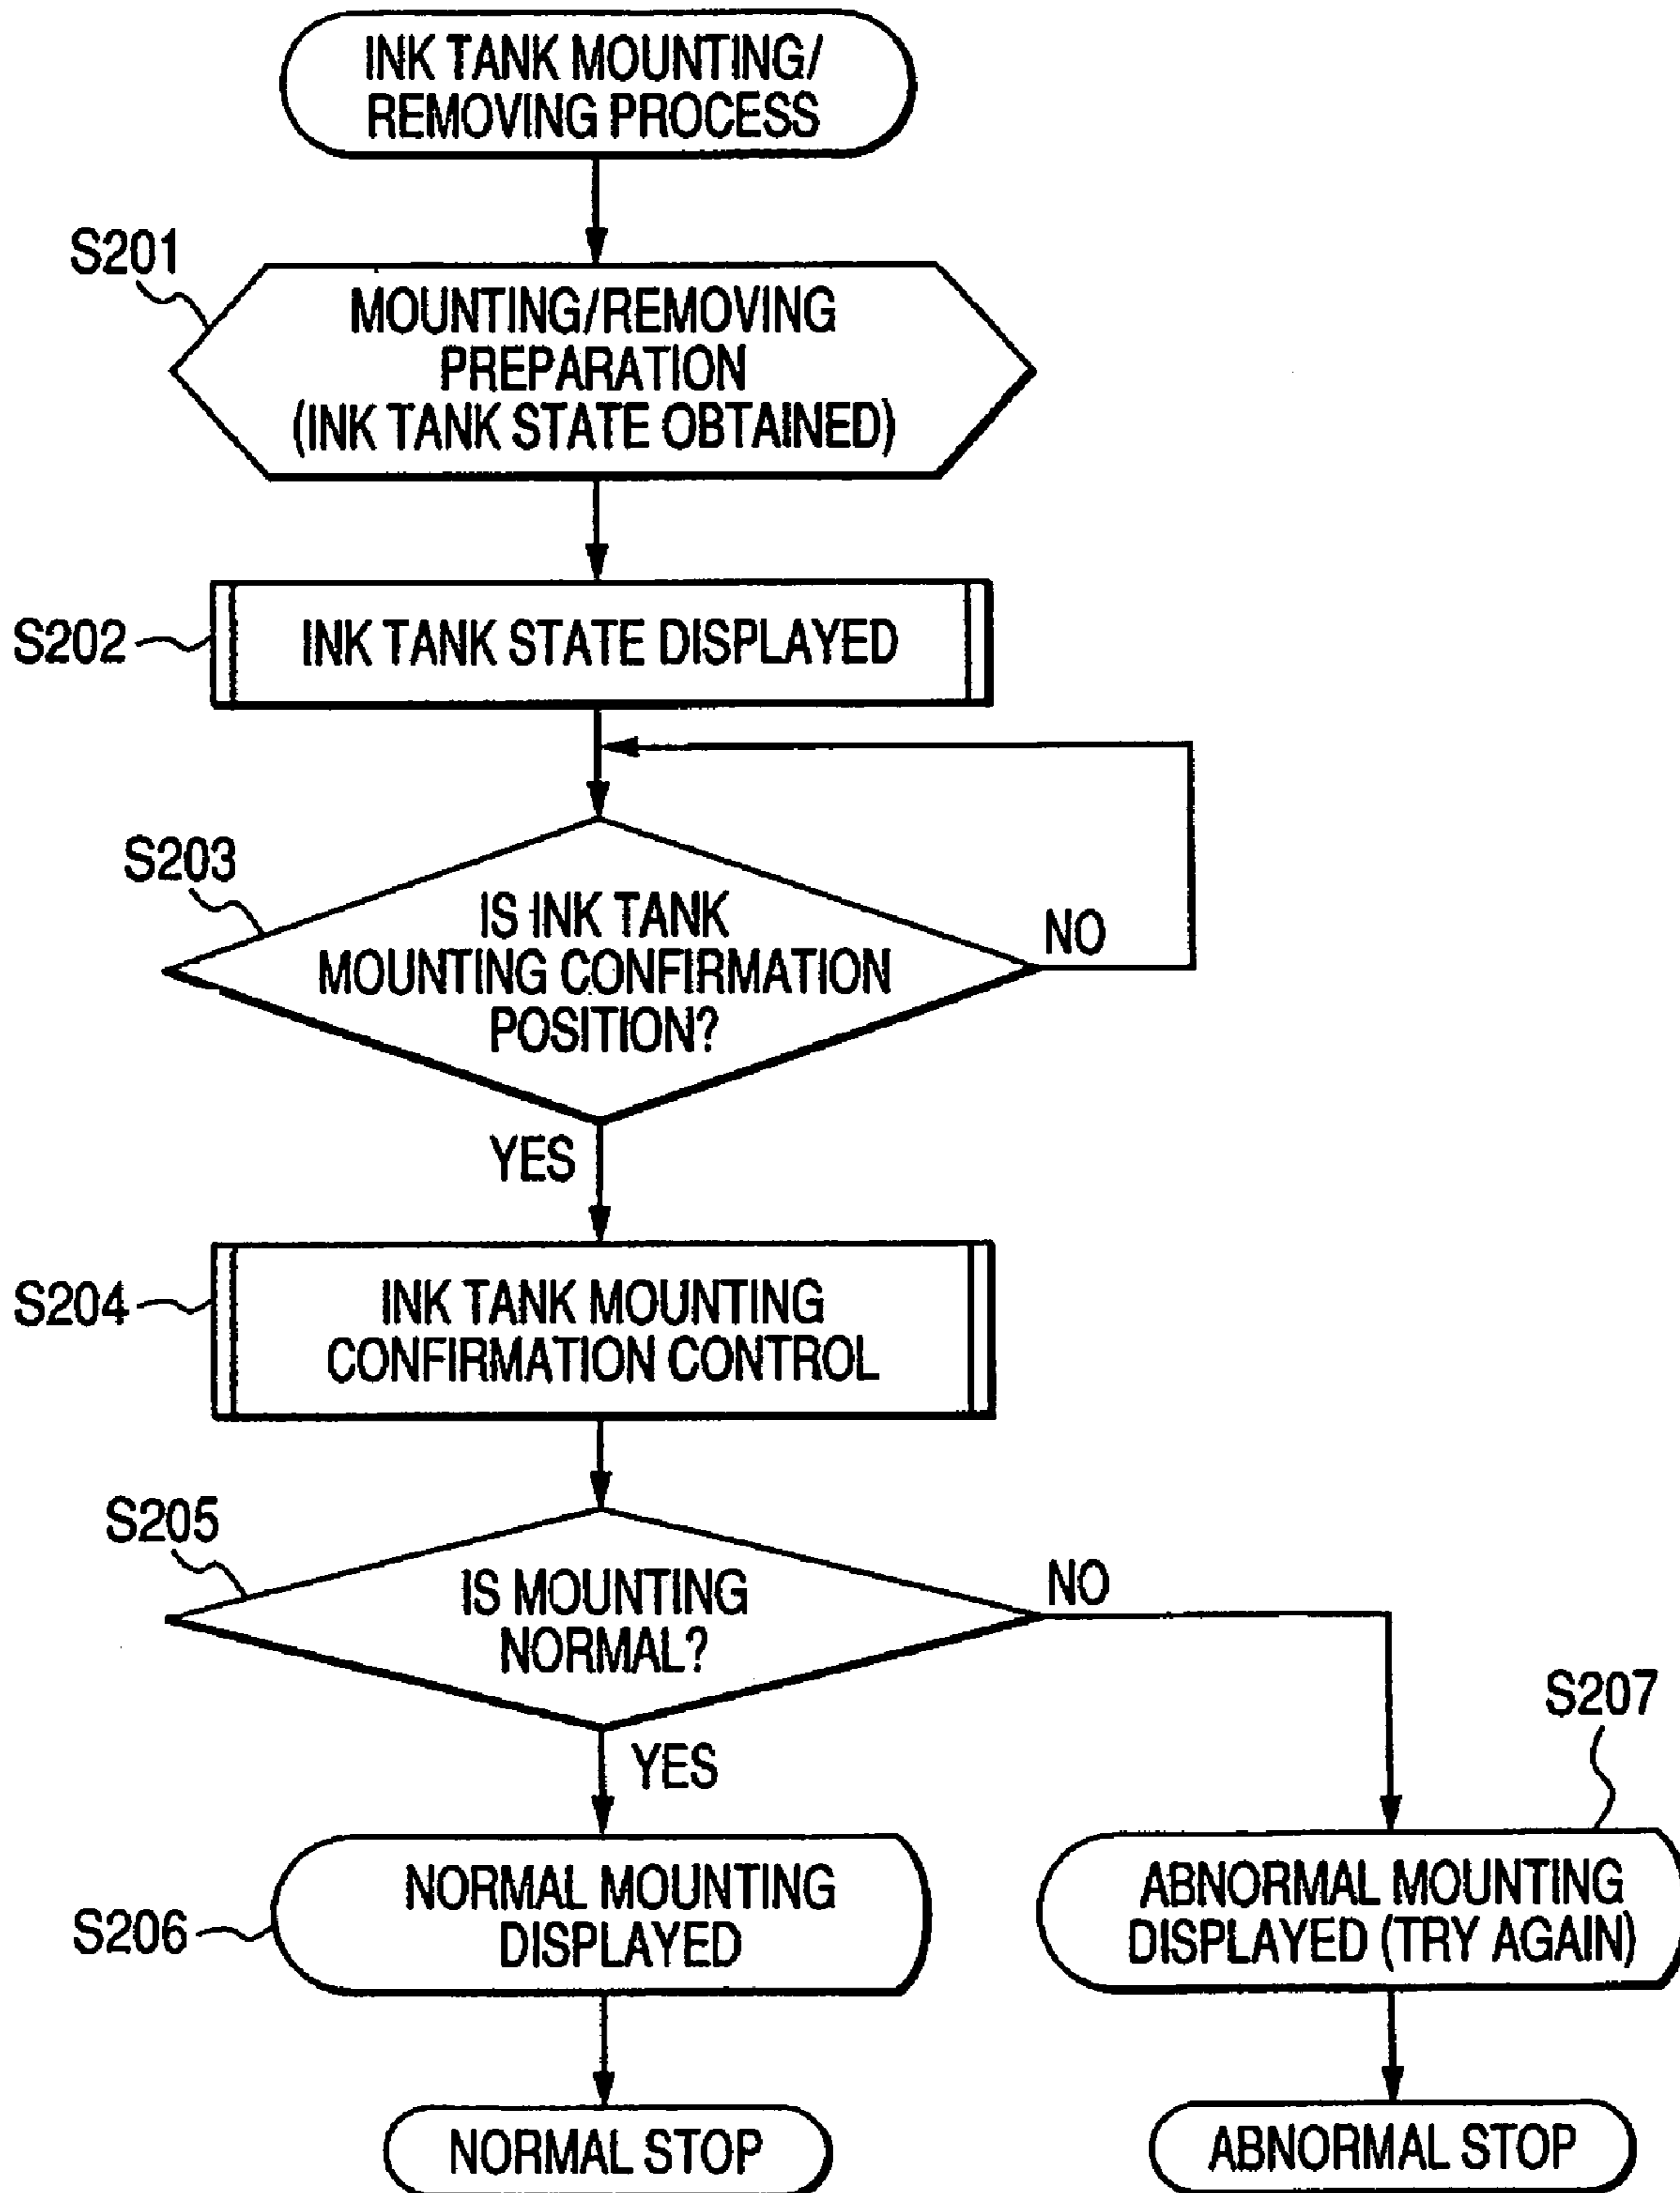 INK TANK MOUNTING/
REMOVING PROCESS
S201
MOUNTING/REMOVING
PREPARATION
(INK TANK STATE OBTAINED)
S202
INK TANK STATE DISPLAYED
S203
IS INK TANK
MOUNTING CONFIRMATION
POSITION?
NO
YES
S204
INK TANK MOUNTING
CONFIRMATION CONTROL
S205
IS MOUNTING
NORMAL?
NO
YES
S207
S206
NORMAL MOUNTING
DISPLAYED
ABNORMAL MOUNTING
DISPLAYED (TRY AGAIN)
NORMAL STOP
ABNORMAL STOP